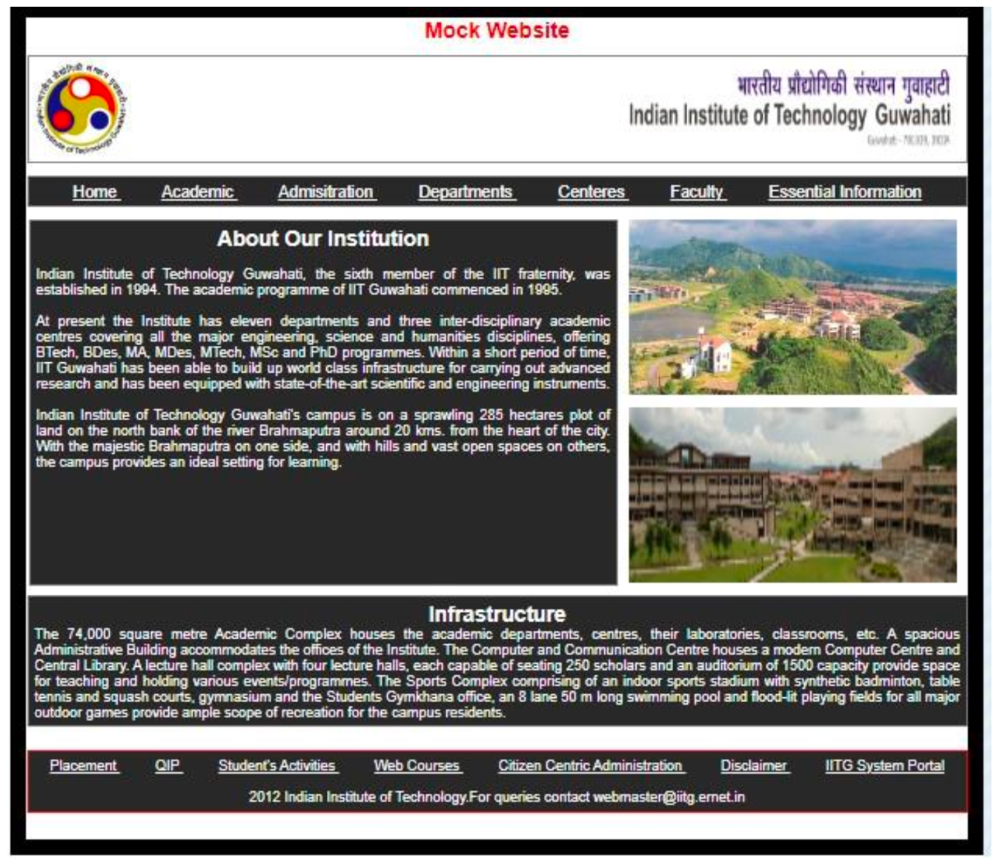 Mock Website
भारतीय प्रौद्योगिकी संस्थान गुवाहाटी
Indian Institute of Technology Guwahati
Guwahati - 781039, INDIA
Home Academic Admisitration Departments Centeres Faculty Essential Information
About Our Institution
Indian Institute of Technology Guwahati, the sixth member of the IIT fraternity, was
established in 1994. The academic programme of IIT Guwahati commenced in 1995.
At present the Institute has eleven departments and three inter-disciplinary academic
centres covering all the major engineering, science and humanities disciplines, offering
BTech, BDes, MA, MDes, MTech, MSc and PhD programmes. Within a short period of time,
IIT Guwahati has been able to build up world class infrastructure for carrying out advanced
research and has been equipped with state-of-the-art scientific and engineering instruments.
Indian Institute of Technology Guwahati's campus is on a sprawling 285 hectares plot of
land on the north bank of the river Brahmaputra around 20 kms. from the heart of the city.
With the majestic Brahmaputra on one side, and with hills and vast open spaces on others,
the campus provides an ideal setting for learning.
Infrastructure
The 74,000 square metre Academic Complex houses the academic departments, centres, their laboratories, classrooms, etc. A spacious
Administrative Building accommodates the offices of the Institute. The Computer and Communication Centre houses a modern Computer Centre and
Central Library. A lecture hall complex with four lecture halls, each capable of seating 250 scholars and an auditorium of 1500 capacity provide space
for teaching and holding various events/programmes. The Sports Complex comprising of an indoor sports stadium with synthetic badminton, table
tennis and squash courts, gymnasium and the Students Gymkhana office, an 8 lane 50 m long swimming pool and flood-lit playing fields for all major
outdoor games provide ample scope of recreation for the campus residents.
Placement QIP Student's Activities Web Courses Citizen Centric Administration Disclaimer IITG System Portal
2012 Indian Institute of Technology.For queries contact webmaster@iitg.ernet.in